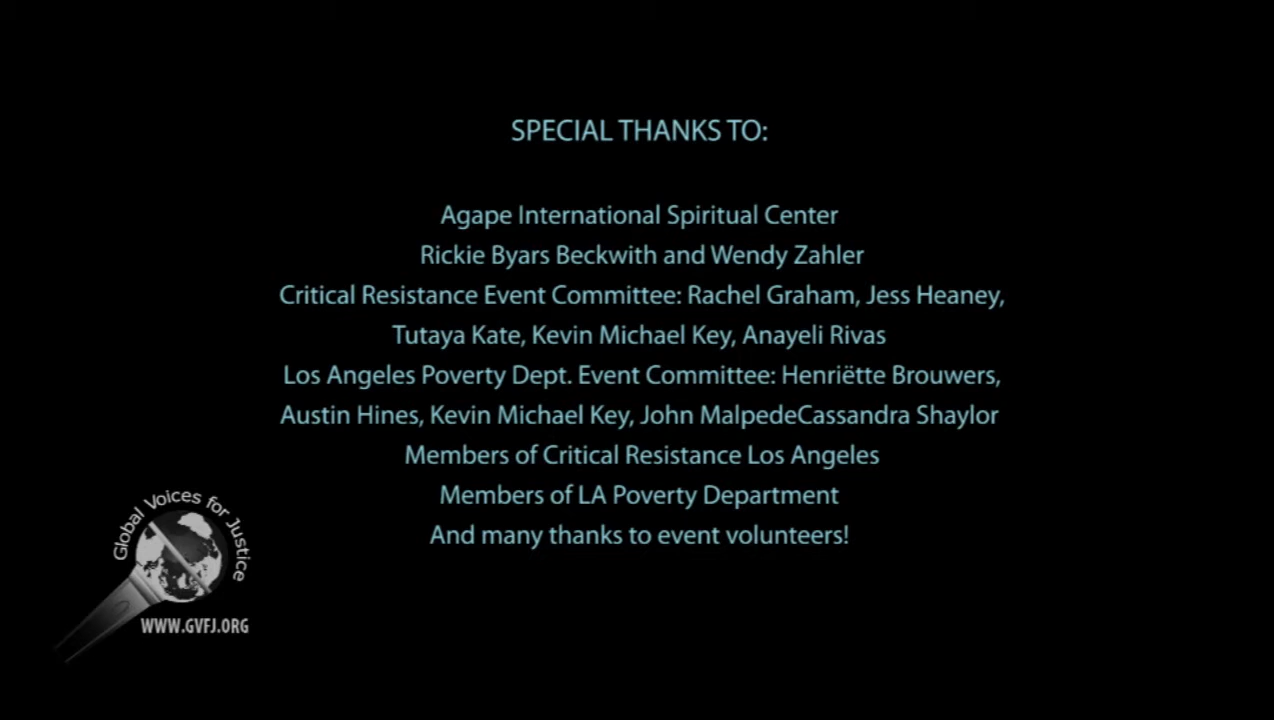 SPECIAL THANKS TO:
Agape International Spiritual Center
Rickie Byars Beckwith and Wendy Zahler
Critical Resistance Event Committee: Rachel Graham, Jess Heaney,
Tutaya Kate, Kevin Michael Key, Anayeli Rivas
Los Angeles Poverty Dept. Event Committee: Henriëtte Brouwers,
Austin Hines, Kevin Michael Key, John MalpedeCassandra Shaylor
Members of Critical Resistance Los Angeles
Members of LA Poverty Department
And many thanks to event volunteers!
Global Voices for Justice
WWW.GVFJ.ORG